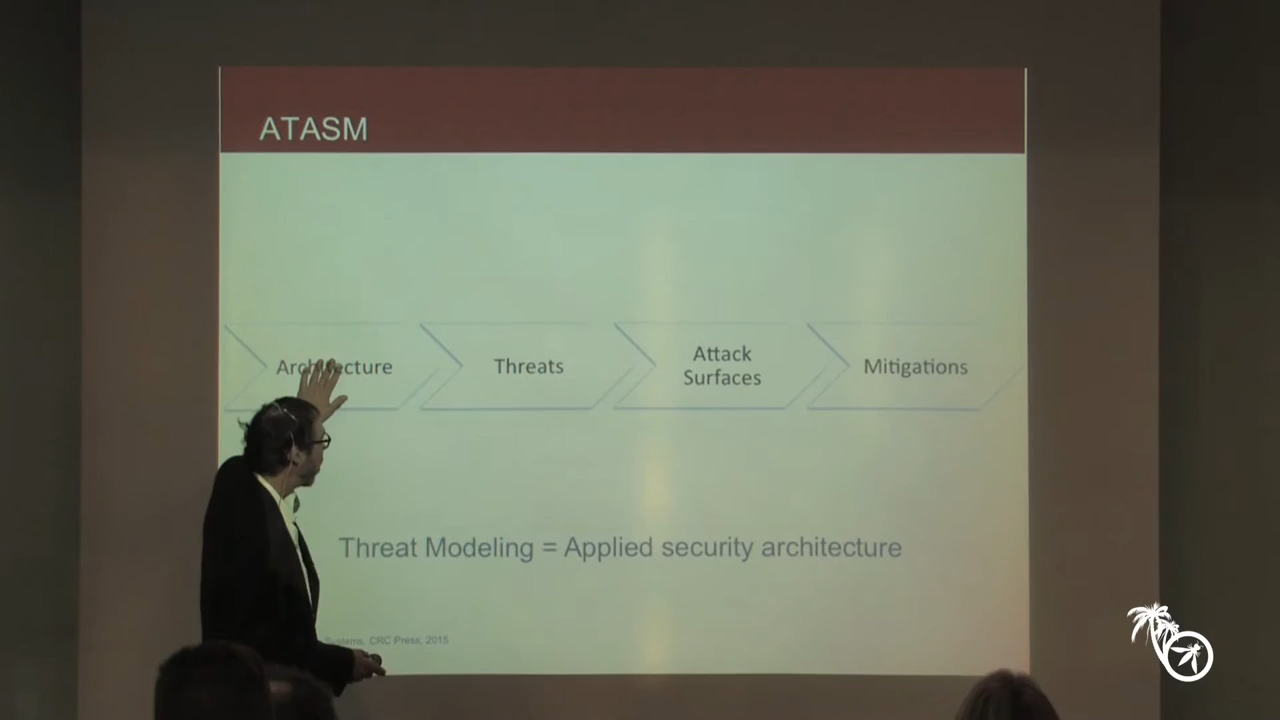 ATASM
Architecture
Threats
Attack
Surfaces
Mitigations
Threat Modeling = Applied security architecture
Systems, CRC Press, 2015